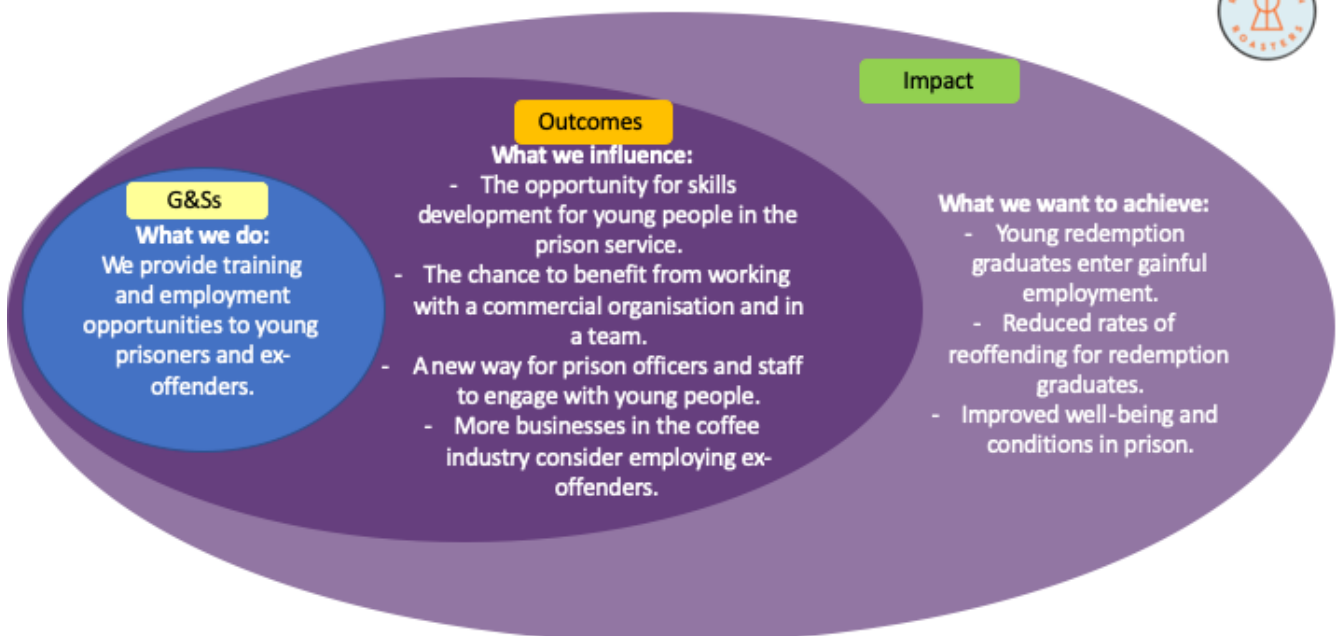 ROASTERS
Impact
Outcomes
What we influence:
- The opportunity for skills
development for young people in the
prison service.
- The chance to benefit from working
with a commercial organisation and in
a team.
- A new way for prison officers and staff
to engage with young people.
- More businesses in the coffee
industry consider employing ex-
offenders.
G&Ss
What we do:
We provide training
and employment
opportunities to young
prisoners and ex-
offenders.
What we want to achieve:
- Young redemption
graduates enter gainful
employment.
- Reduced rates of
reoffending for redemption
graduates.
- Improved well-being and
conditions in prison.